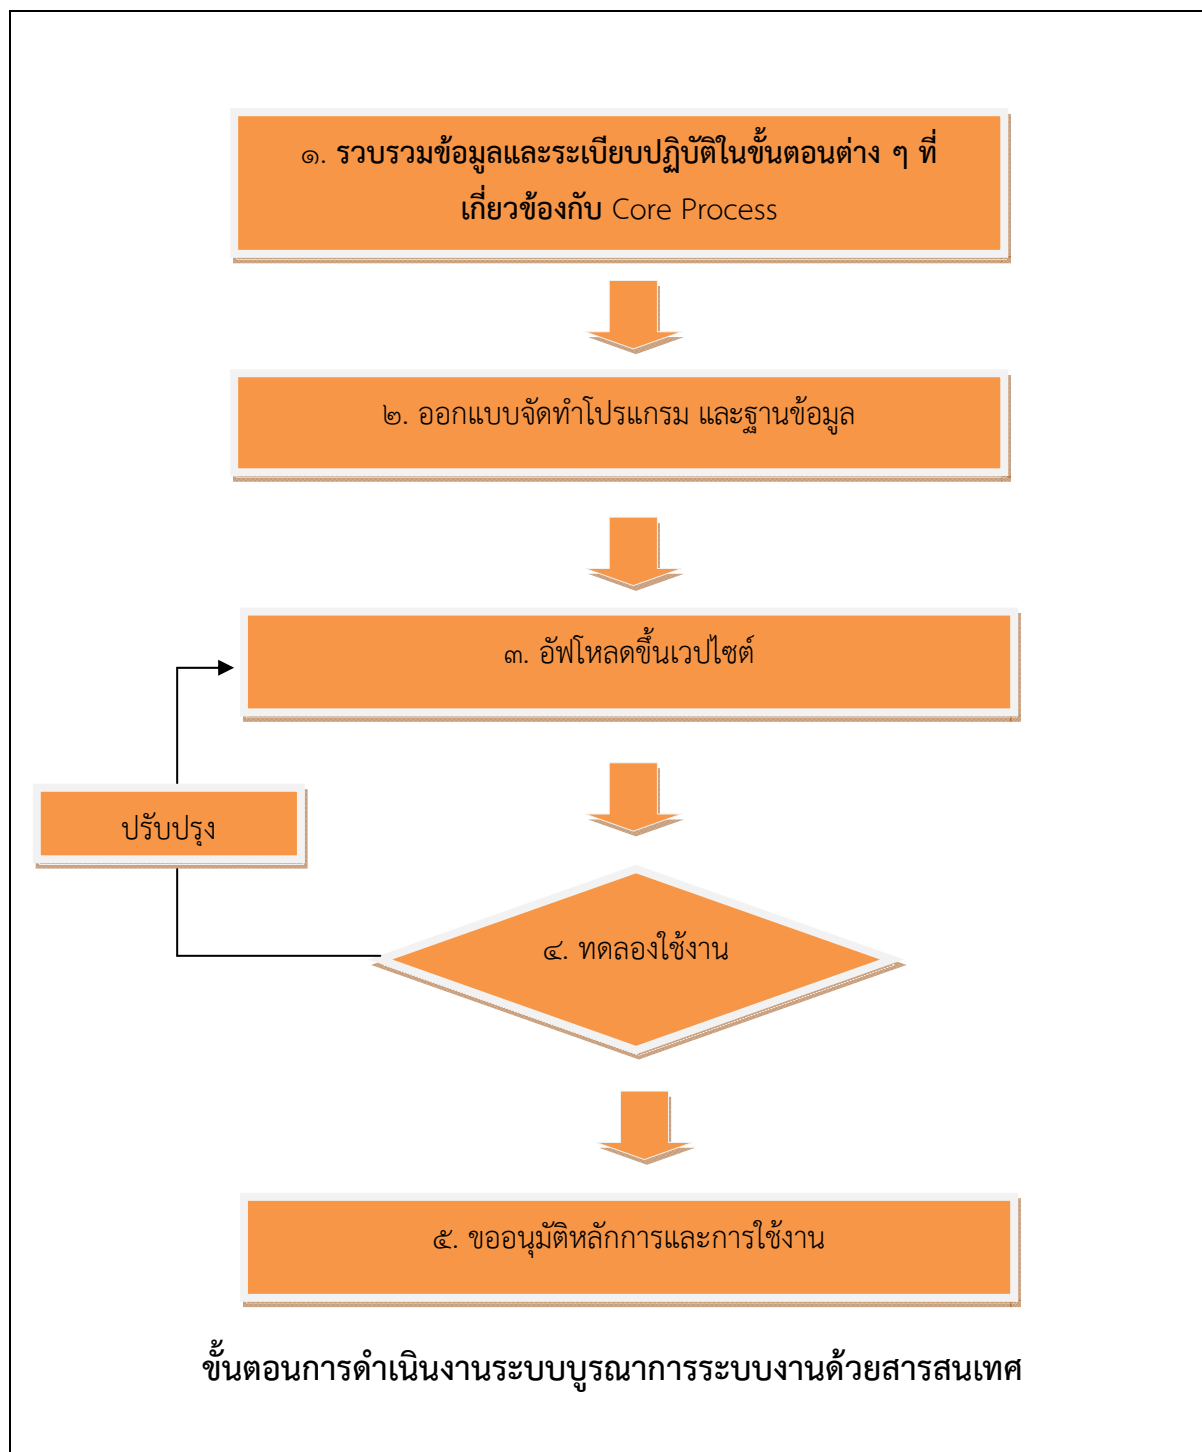 ๑. รวบรวมข้อมูลและระเบียบปฏิบัติในขั้นตอนต่าง ๆ ที่
เกี่ยวข้องกับ Core Process
๒. ออกแบบจัดทำโปรแกรม และฐานข้อมูล
๓. อัฟโหลดขึ้นเวปไซต์
ปรับปรุง
๔. ทดลองใช้งาน
๕. ขออนุมัติหลักการและการใช้งาน
ขั้นตอนการดำเนินงานระบบบูรณาการระบบงานด้วยสารสนเทศ